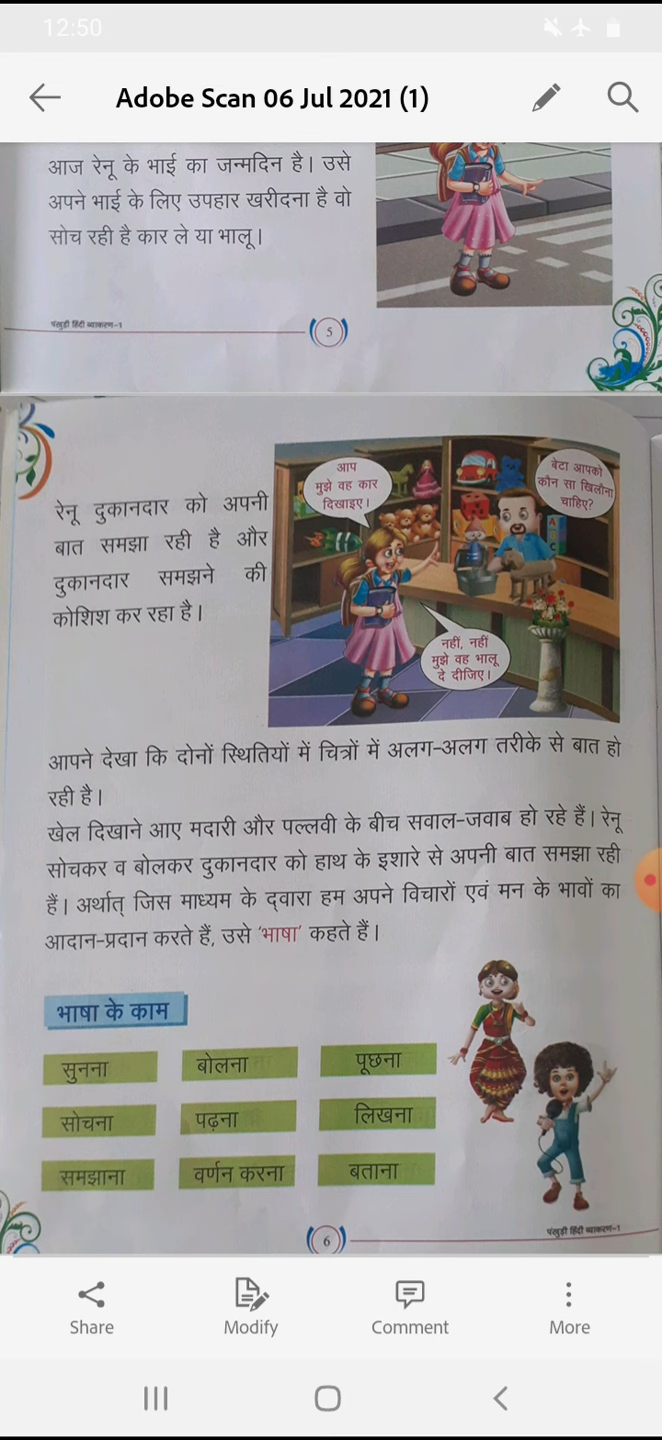 12:50
Adobe Scan 06 Jul 2021 (1)
आज रेनू के भाई का जन्मदिन है। उसे
अपने भाई के लिए उपहार खरीदना है वो
सोच रही है कार ले या भालू।
पंखुड़ी हिंदी व्याकरण-1
5
आप
मुझे वह कार
दिखाइए।
बेटा आपको
कौन सा खिलौना
चाहिए?
रेनू दुकानदार को अपनी
बात समझा रही है और
दुकानदार समझने की
कोशिश कर रहा है।
नहीं, नहीं
मुझे वह भालू
दे दीजिए।
आपने देखा कि दोनों स्थितियों में चित्रों में अलग-अलग तरीके से बात हो
रही है।
खेल दिखाने आए मदारी और पल्लवी के बीच सवाल-जवाब हो रहे हैं। रेनू
सोचकर व बोलकर दुकानदार को हाथ के इशारे से अपनी बात समझा रही
हैं। अर्थात् जिस माध्यम के द्वारा हम अपने विचारों एवं मन के भावों का
आदान-प्रदान करते हैं, उसे ‘भाषा’ कहते हैं।
भाषा के काम
सुनना बोलना पूछना
सोचना पढ़ना लिखना
समझाना वर्णन करना बताना
पंखुड़ी हिंदी व्याकरण-1
6
Share Modify Comment More